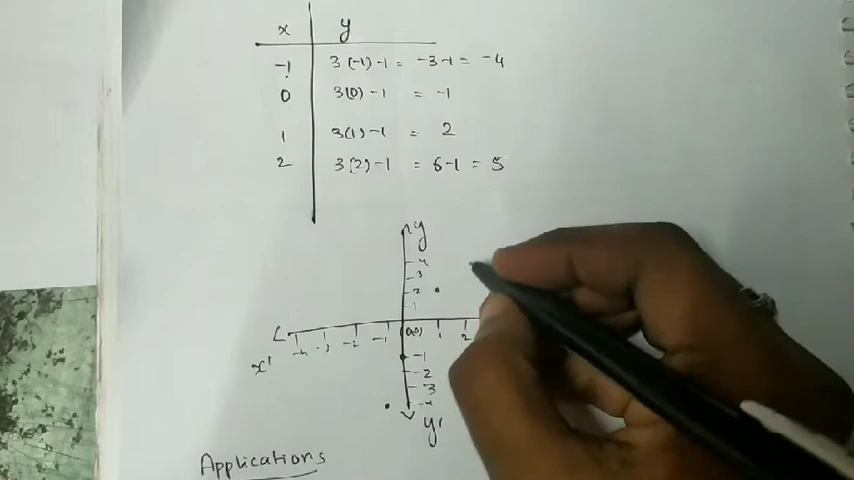 x y
-1 3(-1)-1 = -3-1 = -4
0 3(0)-1 = -1
1 3(1)-1 = 2
2 3(2)-1 = 6-1 = 5
y
4
3
2
1
-4 -3 -2 -1 (0,0) 1 2
x'
-1
-2
-3
-4
y'
Applications